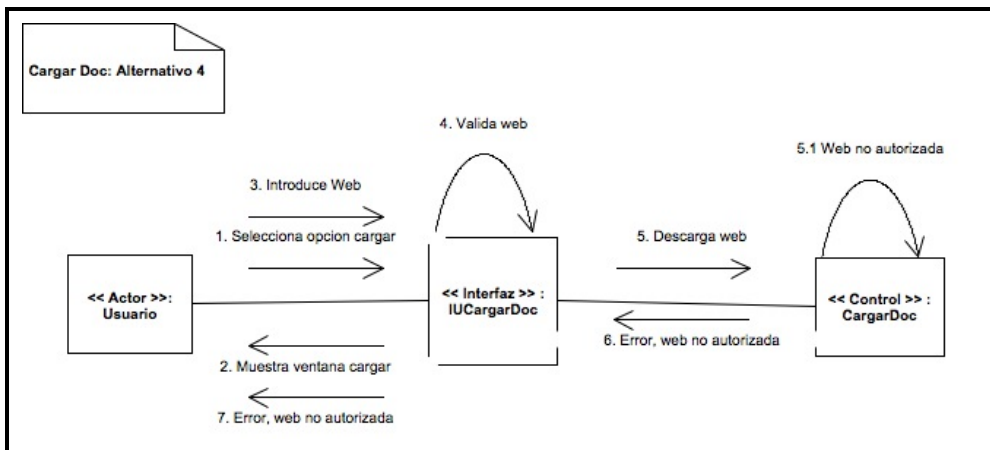 Cargar Doc: Alternativo 4
4. Valida web
5.1 Web no autorizada
3. Introduce Web
1. Selecciona opcion cargar
5. Descarga web
<< Actor >>:
Usuario
<< Interfaz >> :
IUCargarDoc
<< Control >> :
CargarDoc
6. Error, web no autorizada
2. Muestra ventana cargar
7. Error, web no autorizada